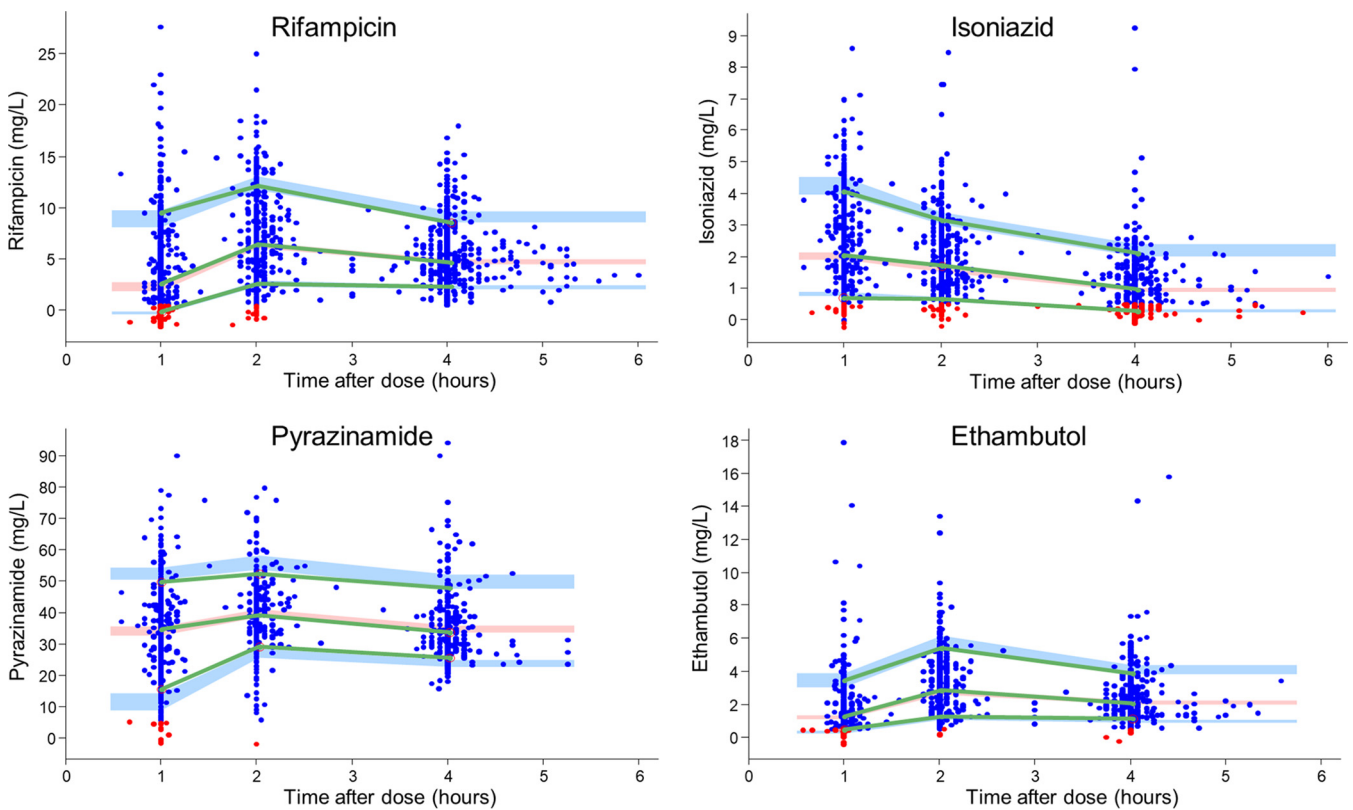 Rifampicin
Rifampicin (mg/L)
25
20
15
10
5
0
0 1 2 3 4 5 6
Time after dose (hours)
Isoniazid
Isoniazid (mg/L)
9
8
7
6
5
4
3
2
1
0
0 1 2 3 4 5 6
Time after dose (hours)
Pyrazinamide
Pyrazinamide (mg/L)
90
80
70
60
50
40
30
20
10
0
0 1 2 3 4 5 6
Time after dose (hours)
Ethambutol
Ethambutol (mg/L)
18
16
14
12
10
8
6
4
2
0
0 1 2 3 4 5 6
Time after dose (hours)